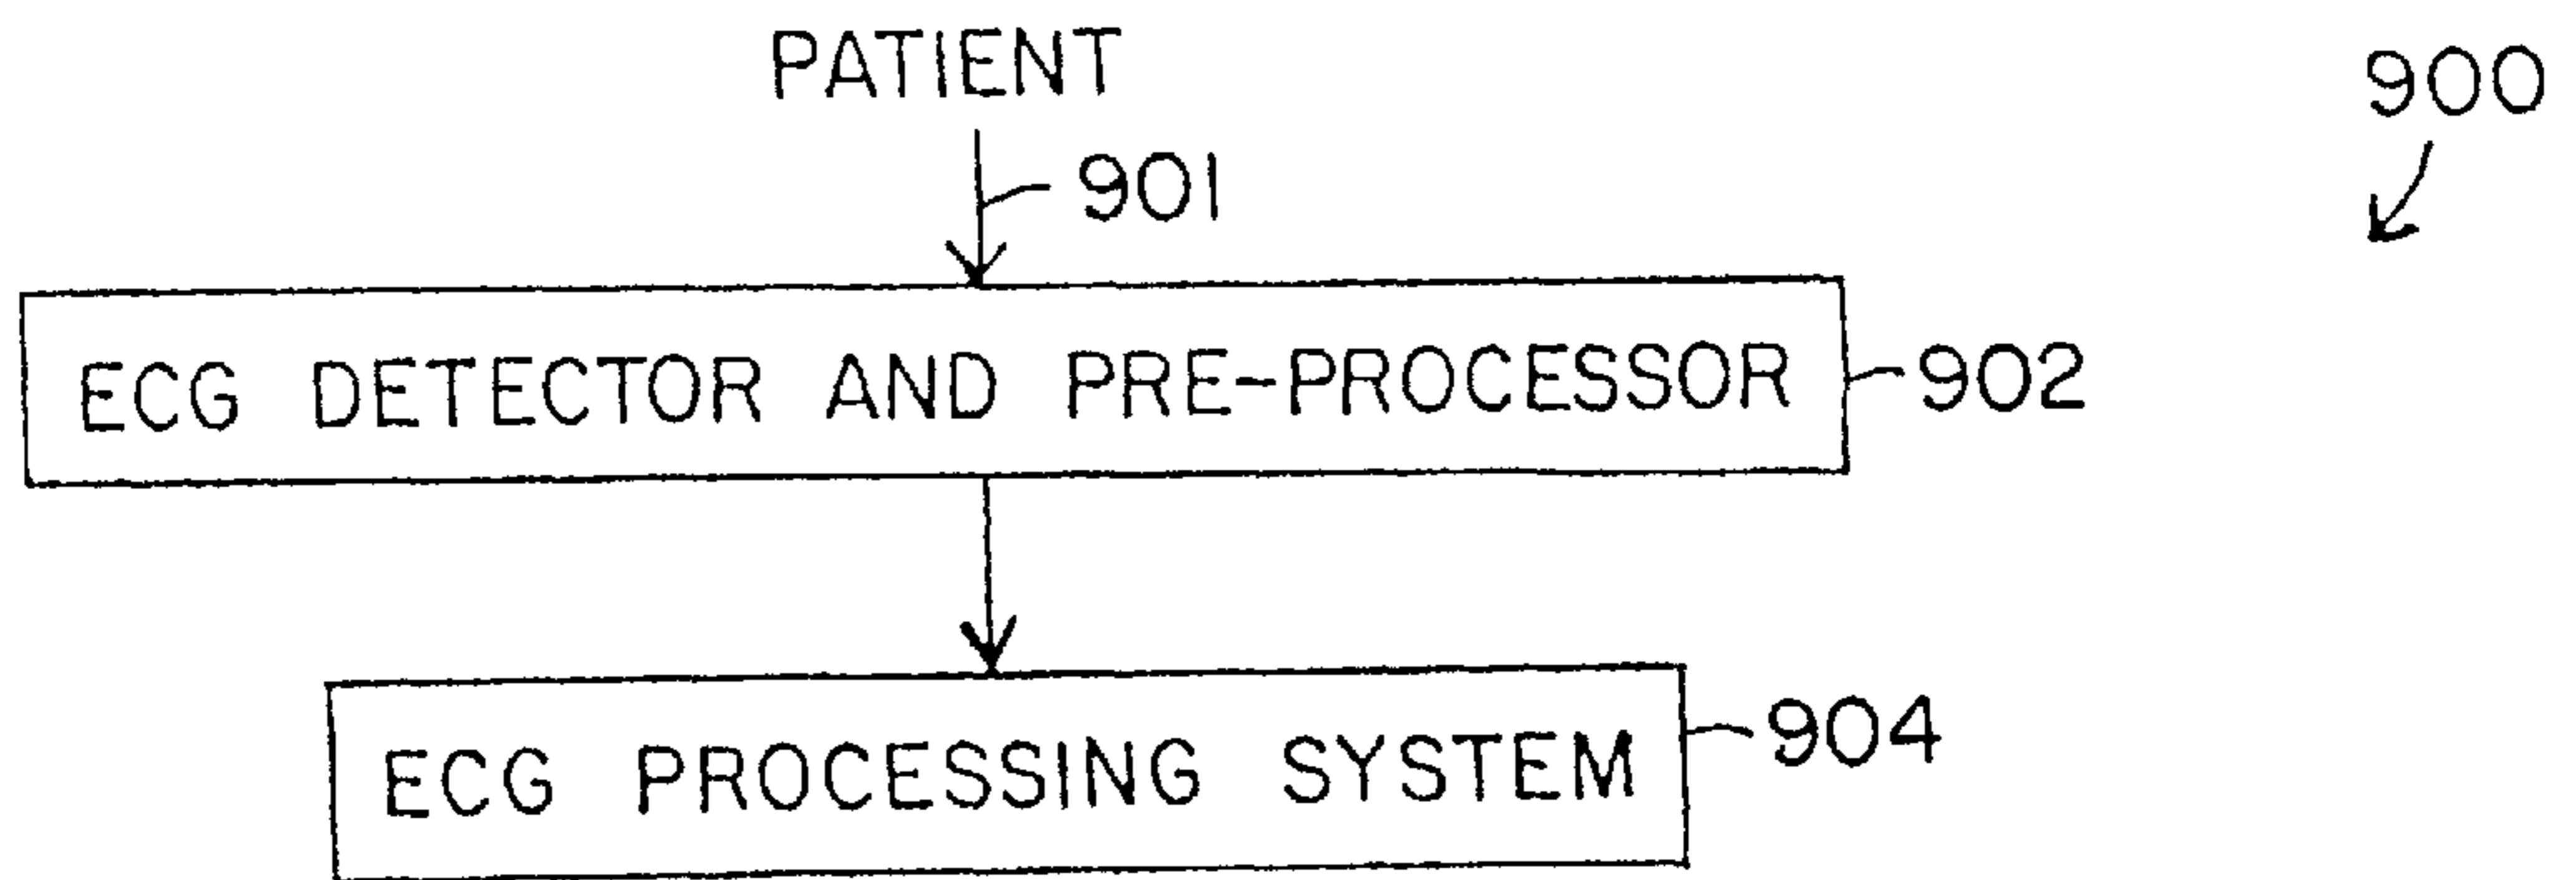 PATIENT
900
901
ECG DETECTOR AND PRE-PROCESSOR
902
ECG PROCESSING SYSTEM
904